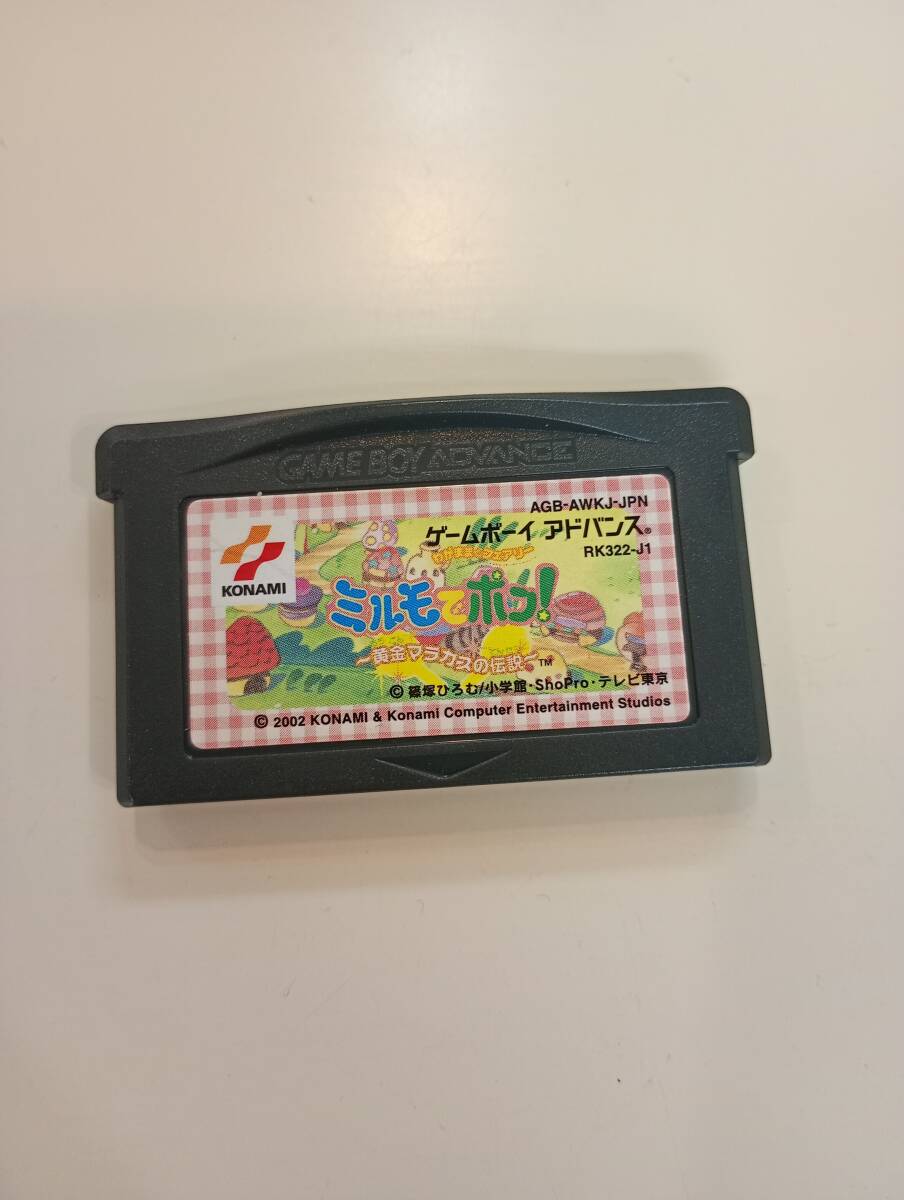 GAME BOY ADVANCE
AGB-AWKJ-JPN
ゲームボーイ アドバンス®
RK322-J1
KONAMI
わがまま☆フェアリー
ミルモでポン!
~黄金マラカスの伝説~™
© 篠塚ひろむ/小学館・ShoPro・テレビ東京
© 2002 KONAMI & Konami Computer Entertainment Studios